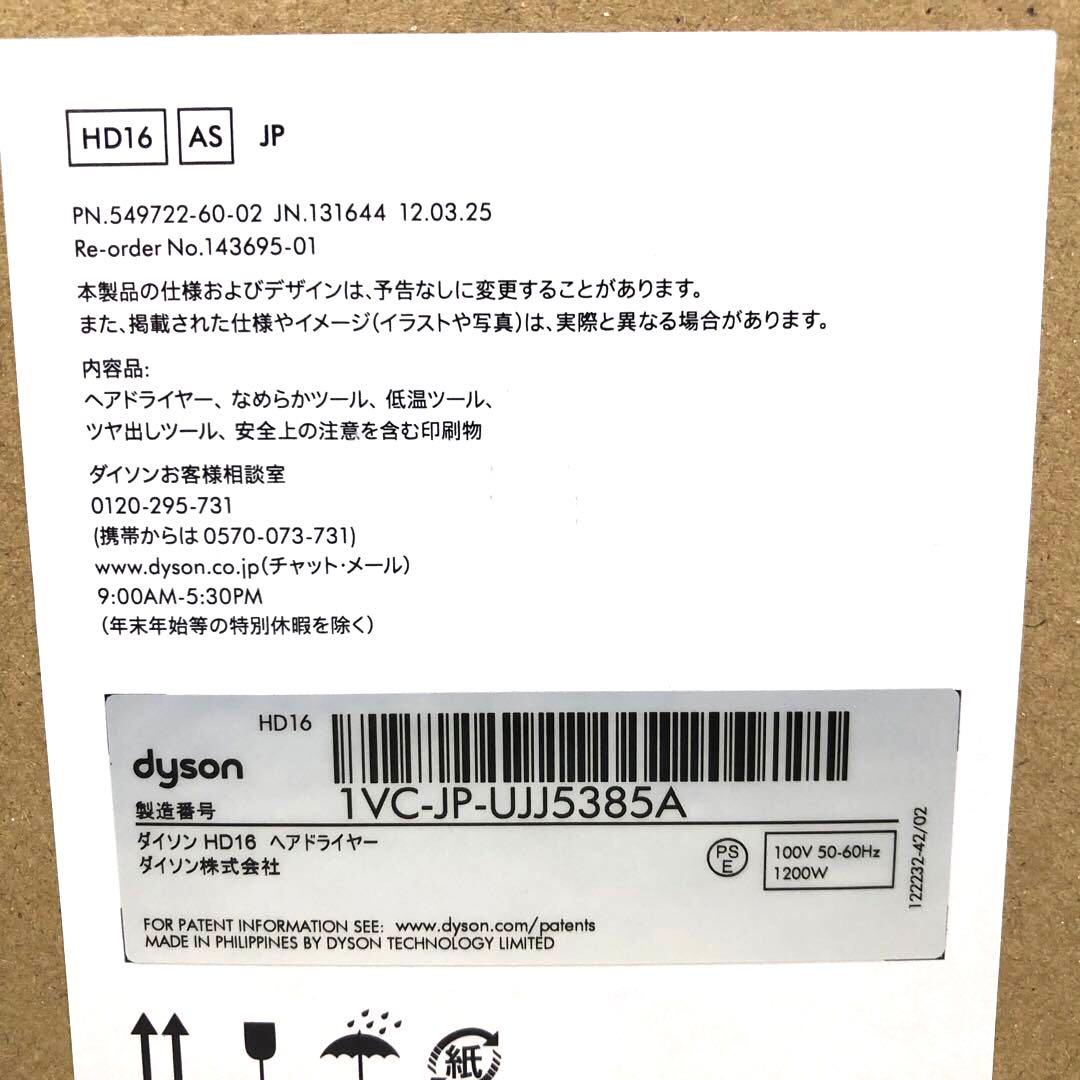 HD16 AS JP
PN.549722-60-02 JN.131644 12.03.25
Re-order No.143695-01
本製品の仕様およびデザインは、予告なしに変更することがあります。
また、掲載された仕様やイメージ(イラストや写真)は、実際と異なる場合があります。
内容品:
ヘアドライヤー、なめらかツール、低温ツール、
ツヤ出しツール、安全上の注意を含む印刷物
ダイソンお客様相談室
0120-295-731
(携帯からは 0570-073-731)
www.dyson.co.jp(チャット・メール)
9:00AM-5:30PM
(年末年始等の特別休暇を除く)
HD16
dyson
製造番号 1VC-JP-UJJ5385A
ダイソン HD16 ヘアドライヤー
ダイソン株式会社
PS
E
100V 50-60Hz
1200W
122232-42/02
FOR PATENT INFORMATION SEE: www.dyson.com/patents
MADE IN PHILIPPINES BY DYSON TECHNOLOGY LIMITED
紙